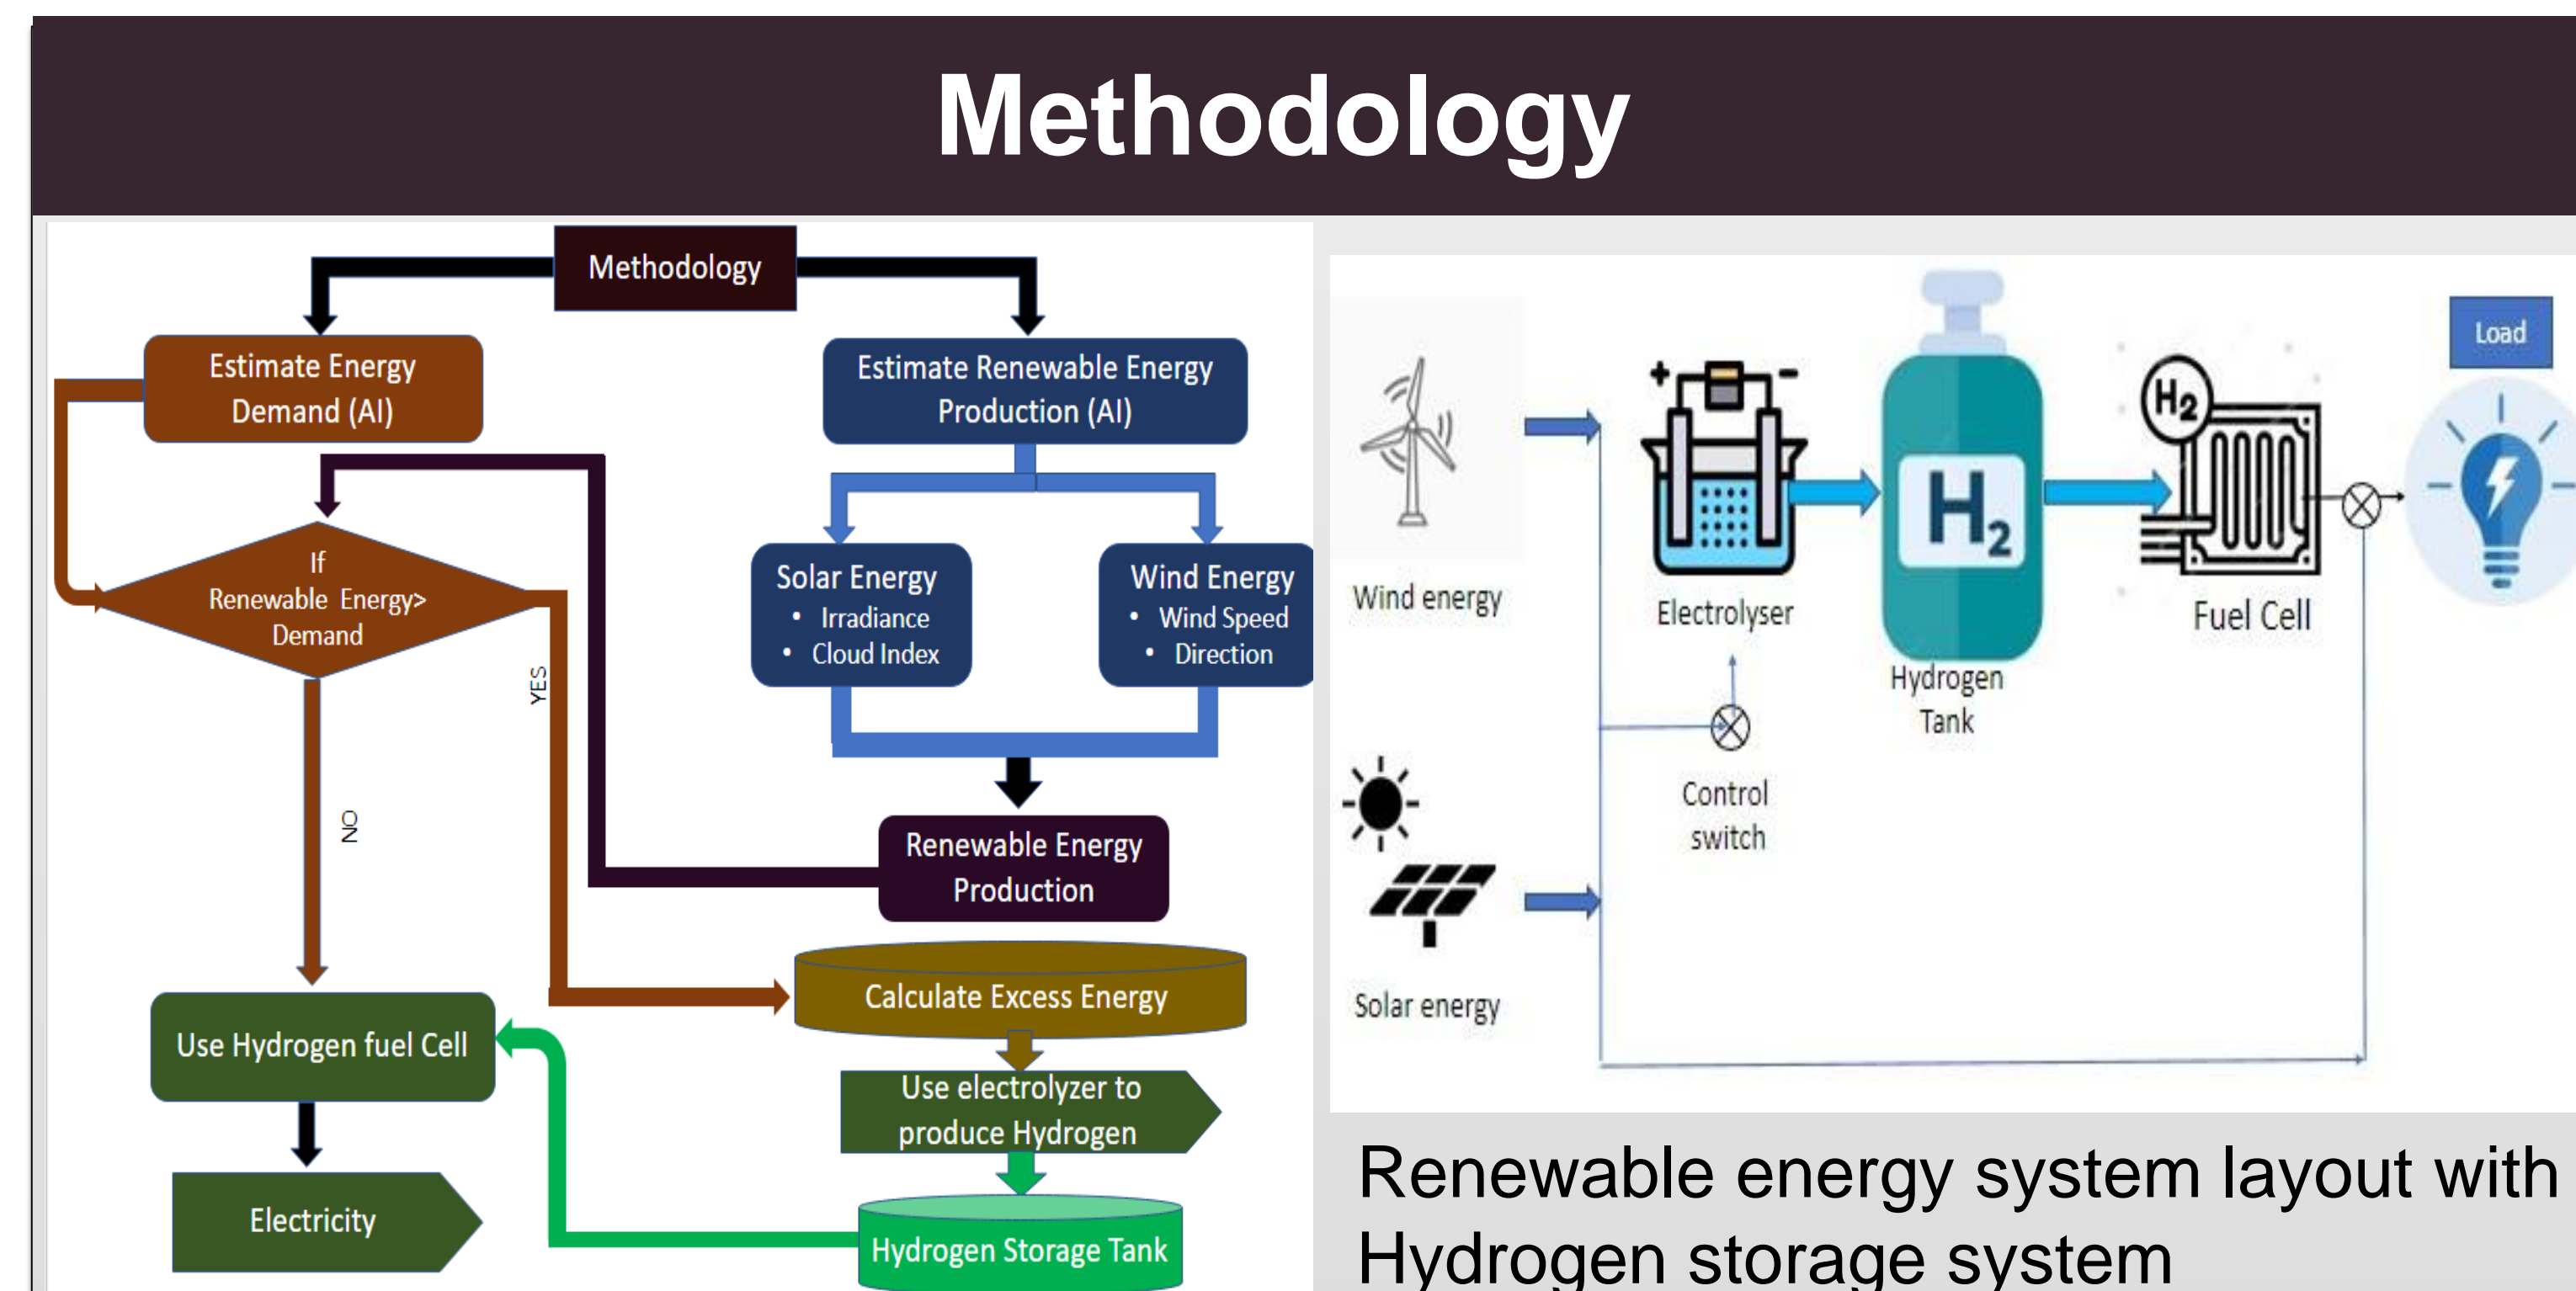 Methodology
Methodology
Estimate Energy
Demand (AI)
Estimate Renewable Energy
Production (AI)
If
Renewable Energy>
Demand
YES
NO
Solar Energy
• Irradiance
• Cloud Index
Wind Energy
• Wind Speed
• Direction
Renewable Energy
Production
Calculate Excess Energy
Use Hydrogen fuel Cell
Use electrolyzer to
produce Hydrogen
Electricity
Hydrogen Storage Tank
Wind energy
+ -
Electrolyser
H₂
Hydrogen
Tank
H₂
Fuel Cell
Load
Control
switch
Solar energy
Renewable energy system layout with
Hydrogen storage system